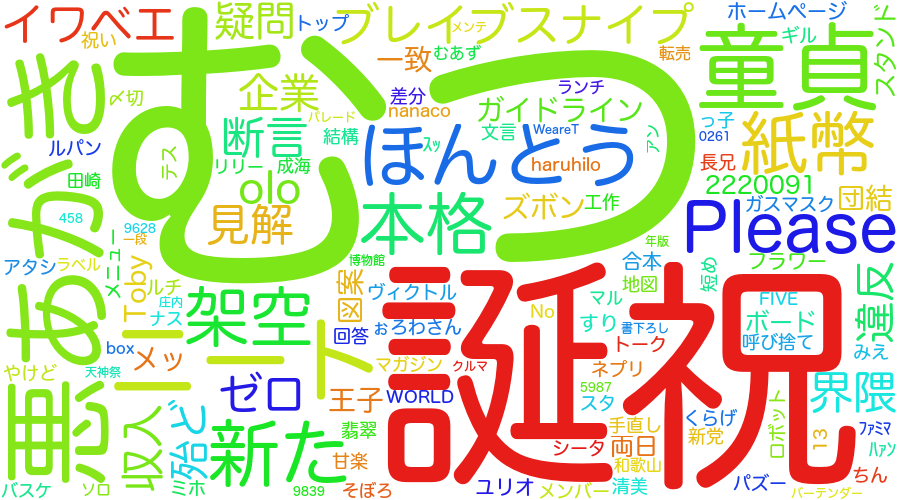 イワベエ
祝い
疑問
トップ
ブレイブスナイプ
メンテ
むあず
ホームページ
ギル
転売
スタンド
むつ
童貞
あがき
〆切
企業
一致
差分
nanaco
パレード
ランチ
ガイドライン
断言
結構
ｽｯ
文言
WeareT
アン
っ子
0261
紙幣
ルパン
テス
リリー
成海
ほんとう
haruhilo
長兄
田崎
olo
2220091
458
9628
見解
本格
ズボン
工作
ガスマスク
団結
一段
Please
メニュー
年版
博物館
アタシ
ラベル
Toby
ルチ
庄内
ナス
架空
図案
ヴィクトル
誕祝
合本
地図
短め
フラワー
違反
ート
回答
ぉろわさん
No
マル
すり
書下ろし
FIVE
ボード
呼び捨て
みえ
box
メッ
天神祭
マガジン
クルマ
トーク
ネプリ
やけど
悪
収入
殆ど
ゼロ
王子
WORLD
5987
スタ
界隈
ロボット
新た
翡翠
甘楽
シータ
手直し
両日
くらげ
新党
13
ﾌｧﾐﾏ
ﾊｧﾝ
バスケ
ソロ
ミホ
9839
そぼろ
ユリオ
メンバー
清美
和歌山
パズー
バーテンダー
ちん